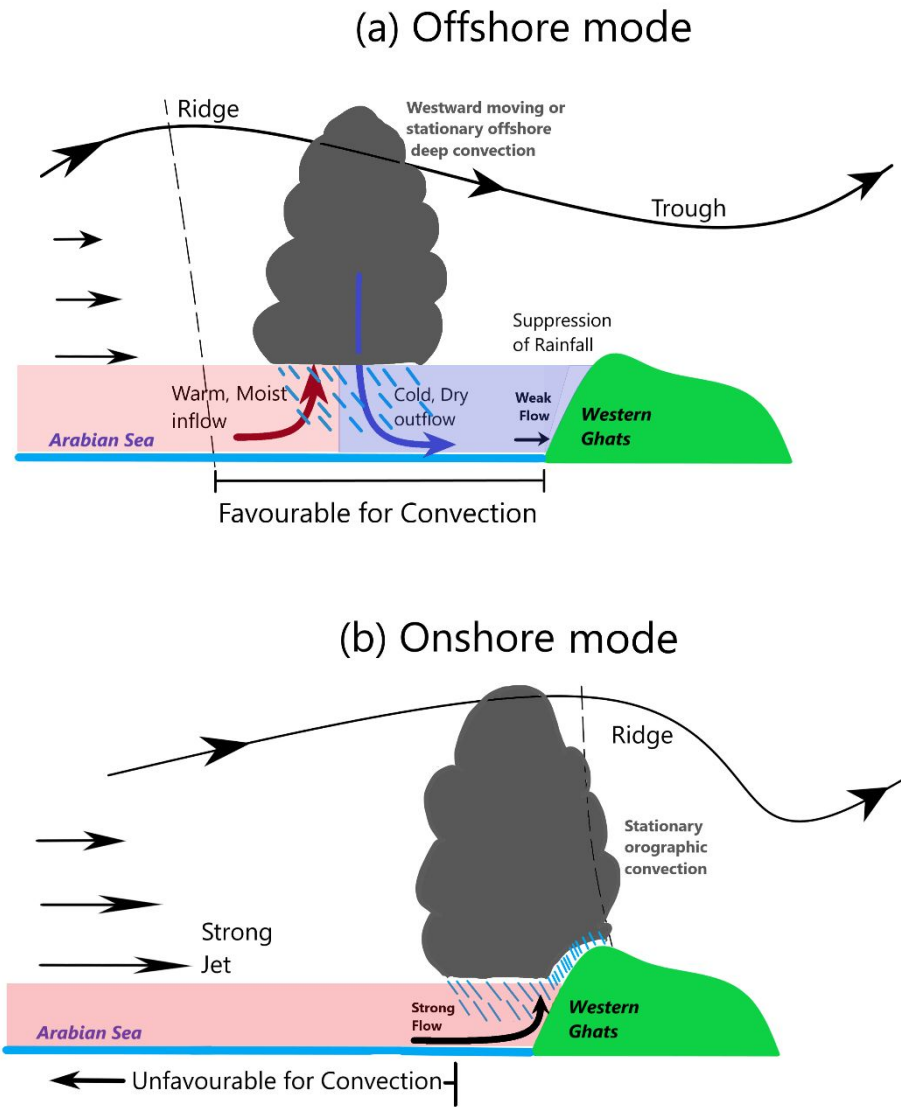 (a) Offshore mode
Ridge
Westward moving or
stationary offshore
deep convection
Trough
Suppression
of Rainfall
Warm, Moist
inflow
Cold, Dry
outflow
Weak
Flow
Western
Ghats
Arabian Sea
Favourable for Convection
(b) Onshore mode
Ridge
Stationary
orographic
convection
Strong
Jet
Strong
Flow
Western
Ghats
Arabian Sea
Unfavourable for Convection